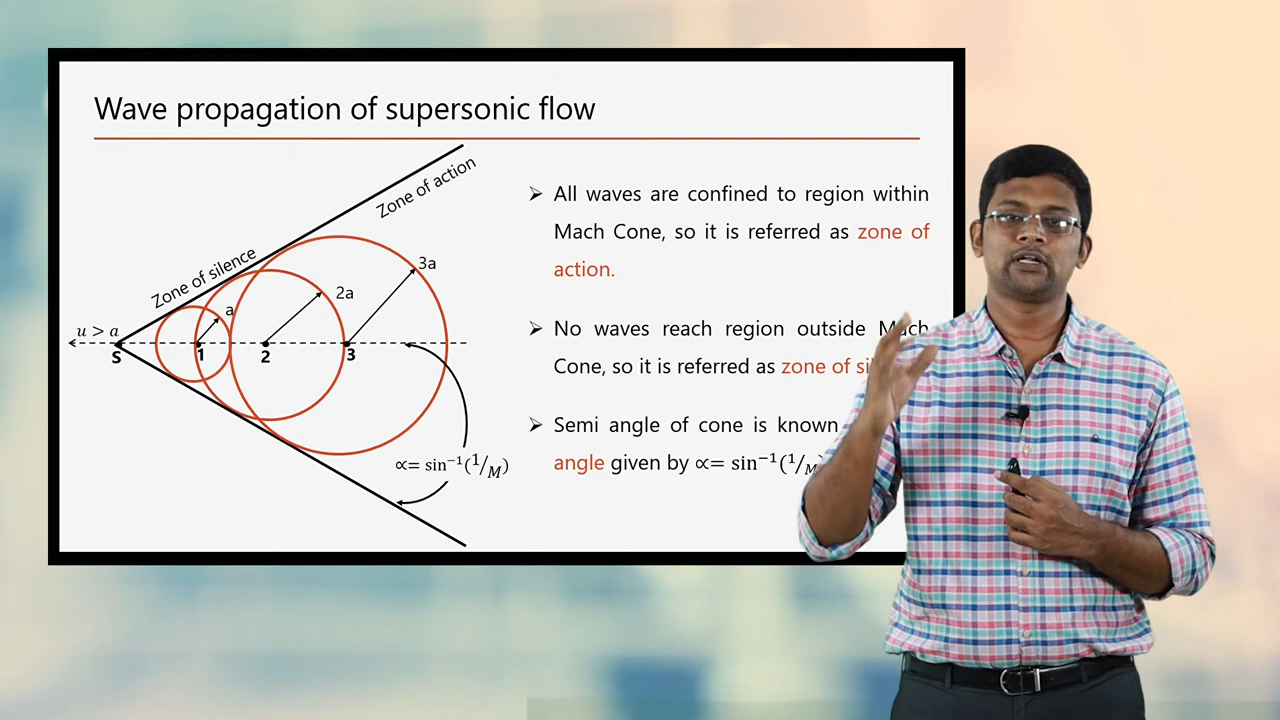 Wave propagation of supersonic flow
Zone of action
Zone of silence
3a
2a
a
u > a
S
1
2
3
∝= sin⁻¹(1/M)
➢ All waves are confined to region within
Mach Cone, so it is referred as zone of
action.
➢ No waves reach region outside Mach
Cone, so it is referred as zone of
➢ Semi angle of cone is known
angle given by ∝= sin⁻¹(1/M